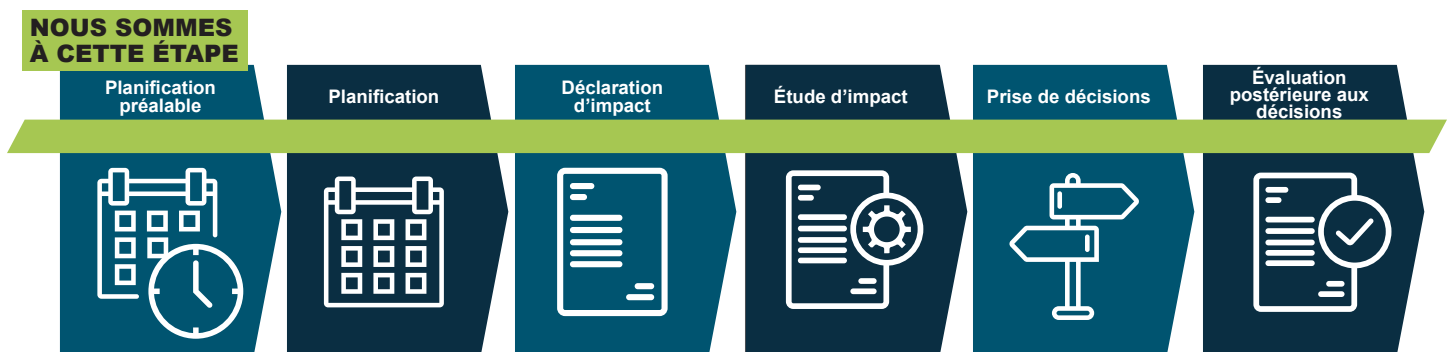 NOUS SOMMES
À CETTE ÉTAPE
Planification
préalable
Planification
Déclaration
d’impact
Étude d’impact
Prise de décisions
Évaluation
postérieure aux
décisions